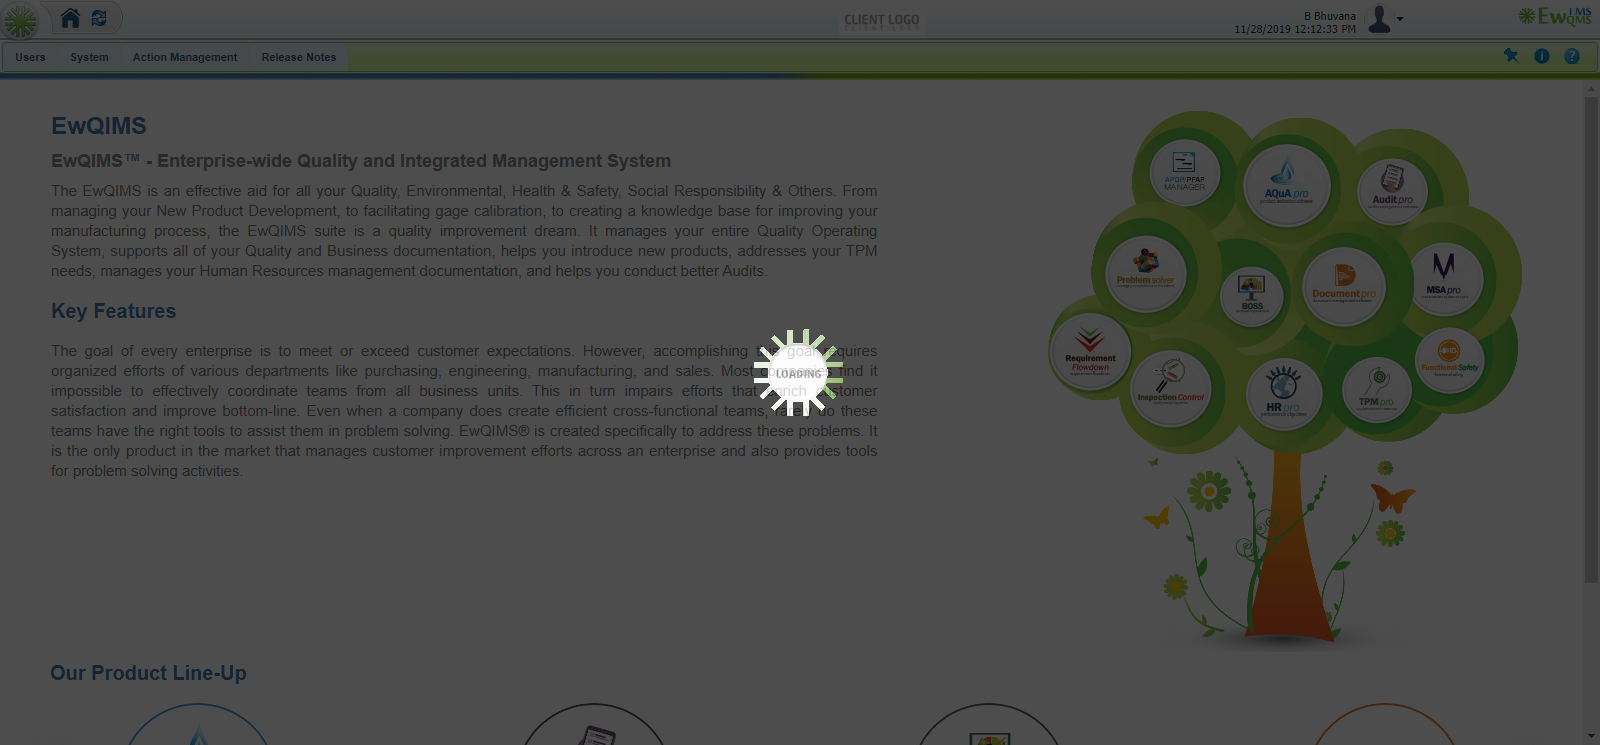 CLIENT LOGO
B Bhuvana
11/28/2019 12:12:33 PM
EwQIMS
Users System Action Management Release Notes
EwQIMS
EwQIMS™ - Enterprise-wide Quality and Integrated Management System
The EwQIMS is an effective aid for all your Quality, Environmental, Health & Safety, Social Responsibility & Others. From
managing your New Product Development, to facilitating gage calibration, to creating a knowledge base for improving your
manufacturing process, the EwQIMS suite is a quality improvement dream. It manages your entire Quality Operating
System, supports all of your Quality and Business documentation, helps you introduce new products, addresses your TPM
needs, manages your Human Resources management documentation, and helps you conduct better Audits.
Key Features
The goal of every enterprise is to meet or exceed customer expectations. However, accomplishing the goal requires
organized efforts of various departments like purchasing, engineering, manufacturing, and sales. Most companies find it
impossible to effectively coordinate teams from all business units. This in turn impairs efforts that enrich customer
satisfaction and improve bottom-line. Even when a company does create efficient cross-functional teams, rarely do these
teams have the right tools to assist them in problem solving. EwQIMS® is created specifically to address these problems. It
is the only product in the market that manages customer improvement efforts across an enterprise and also provides tools
for problem solving activities.
LOADING
APQP/PPAP
MANAGER
AQuA pro
Audit pro
Problem solver
BOSS
Document pro
MSA pro
Requirement
Flowdown
Inspection Control
HR pro
TPM pro
Functional Safety
Our Product Line-Up